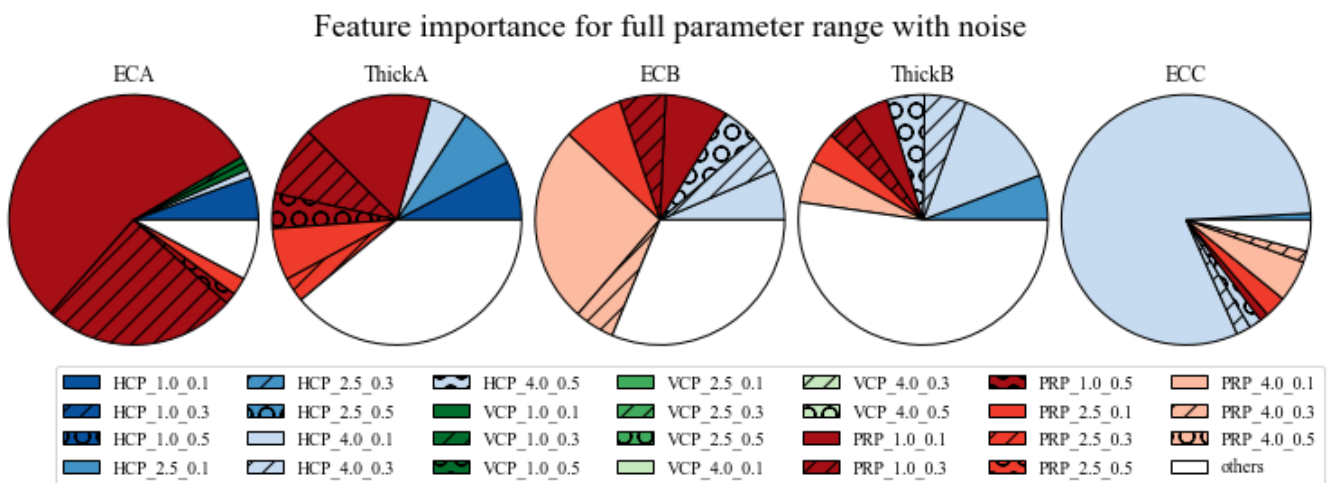 Feature importance for full parameter range with noise
ECA ThickA ECB ThickB ECC
HCP_1.0_0.1 HCP_2.5_0.3 HCP_4.0_0.5 VCP_2.5_0.1 VCP_4.0_0.3 PRP_1.0_0.5 PRP_4.0_0.1
HCP_1.0_0.3 HCP_2.5_0.5 VCP_1.0_0.1 VCP_2.5_0.3 VCP_4.0_0.5 PRP_2.5_0.1 PRP_4.0_0.3
HCP_1.0_0.5 HCP_4.0_0.1 VCP_1.0_0.3 VCP_2.5_0.5 PRP_1.0_0.1 PRP_2.5_0.3 PRP_4.0_0.5
HCP_2.5_0.1 HCP_4.0_0.3 VCP_1.0_0.5 VCP_4.0_0.1 PRP_1.0_0.3 PRP_2.5_0.5 others